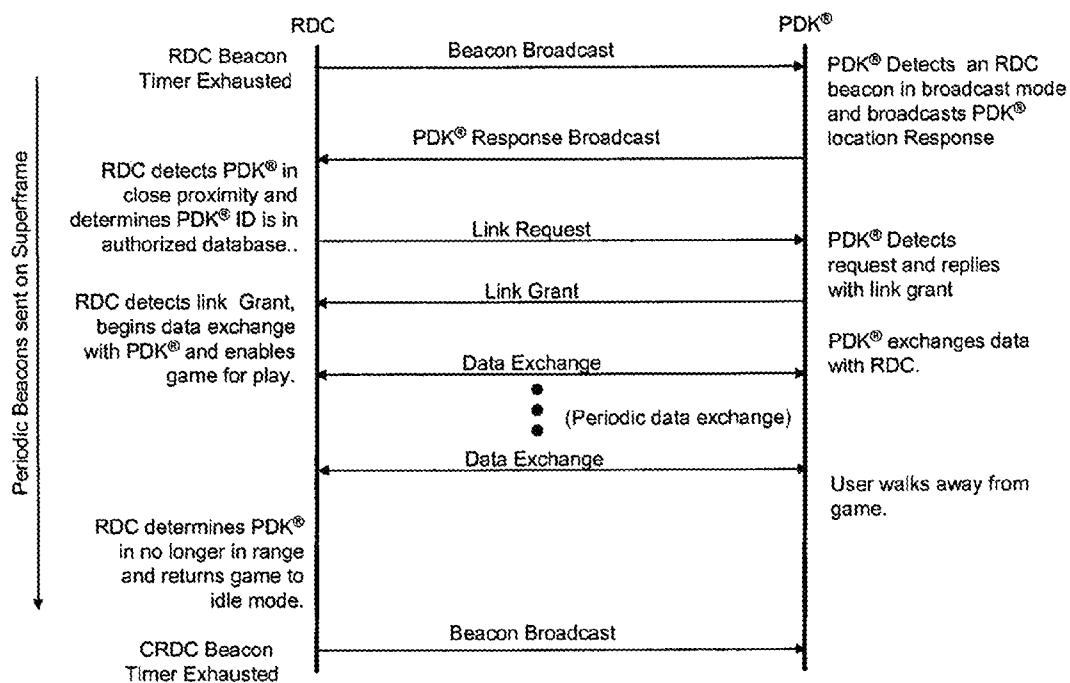 RDC
PDK®
RDC Beacon
Timer Exhausted
Beacon Broadcast
PDK® Detects an RDC
beacon in broadcast mode
and broadcasts PDK®
location Response
PDK® Response Broadcast
RDC detects PDK® in
close proximity and
determines PDK® ID is in
authorized database..
Link Request
PDK® Detects
request and replies
with link grant
Link Grant
RDC detects link Grant,
begins data exchange
with PDK® and enables
game for play.
PDK® exchanges data
with RDC.
Data Exchange
(Periodic data exchange)
Data Exchange
User walks away from
game.
RDC determines PDK®
in no longer in range
and returns game to
idle mode.
Beacon Broadcast
CRDC Beacon
Timer Exhausted
Periodic Beacons sent on Superframe